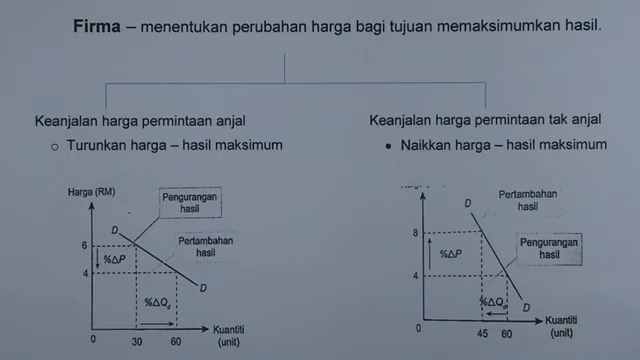 Firma – menentukan perubahan harga bagi tujuan memaksimumkan hasil.
Keanjalan harga permintaan anjal
○ Turunkan harga – hasil maksimum
Harga (RM)
Pengurangan
hasil
D
Pertambahan
hasil
6
%ΔP
4
D
%ΔQd
0
30
60
Kuantiti
(unit)
Keanjalan harga permintaan tak anjal
• Naikkan harga – hasil maksimum
D
Pertambahan
hasil
8
Pengurangan
hasil
%ΔP
4
%ΔQ
D
0
45
60
Kuantiti
(unit)